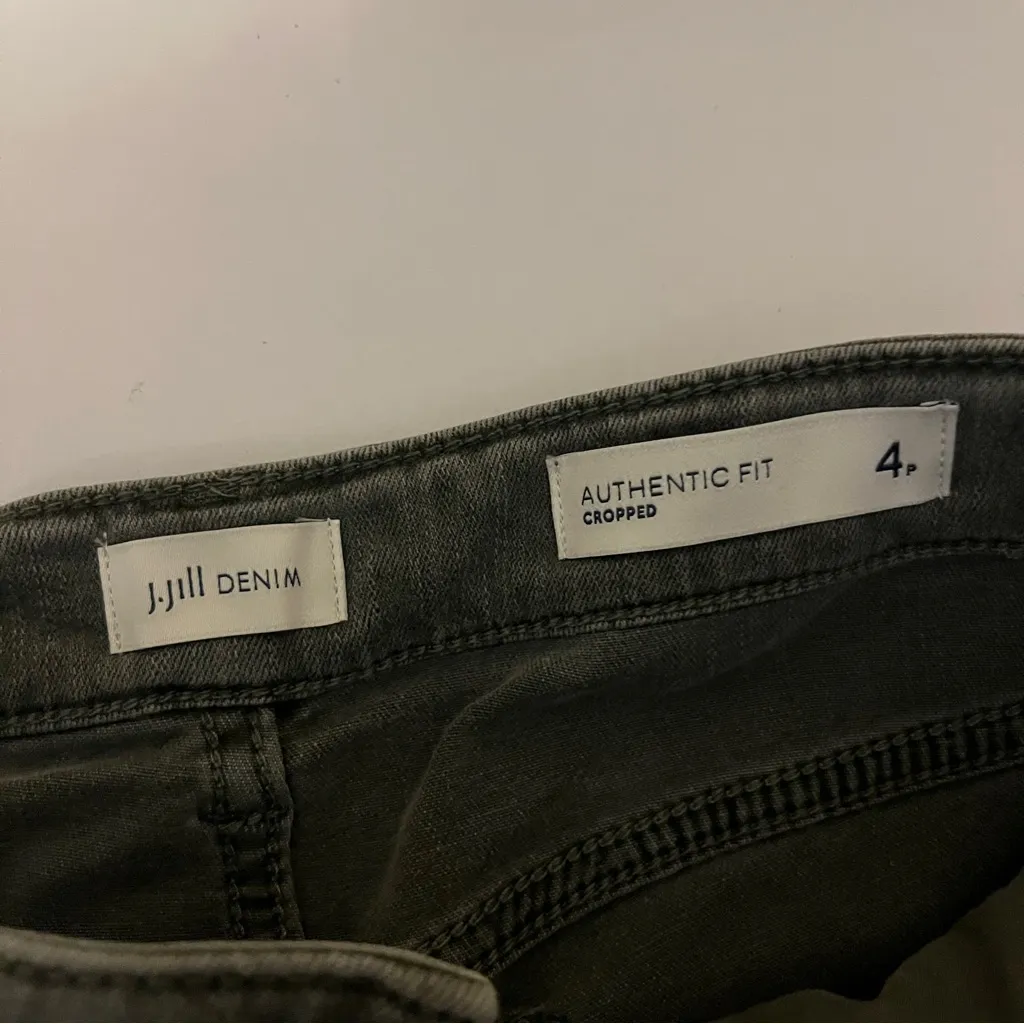 J.Jill DENIM
AUTHENTIC FIT
CROPPED
4P